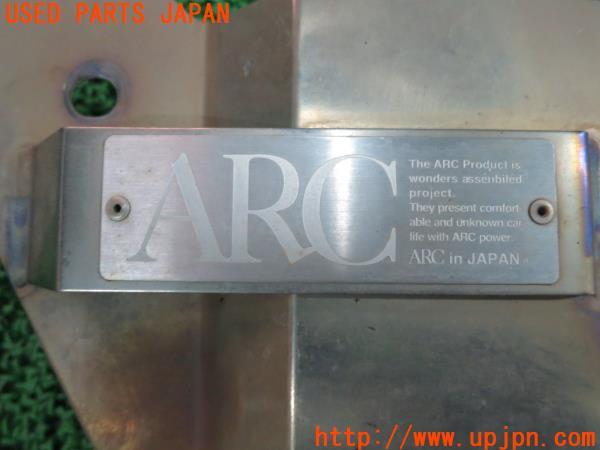 USED PARTS JAPAN
ARC
The ARC Product is
wonders assenbiled
project.
They present comfort-
able and unknown car
life with ARC power.
ARC in JAPAN
http://www.upjpn.com